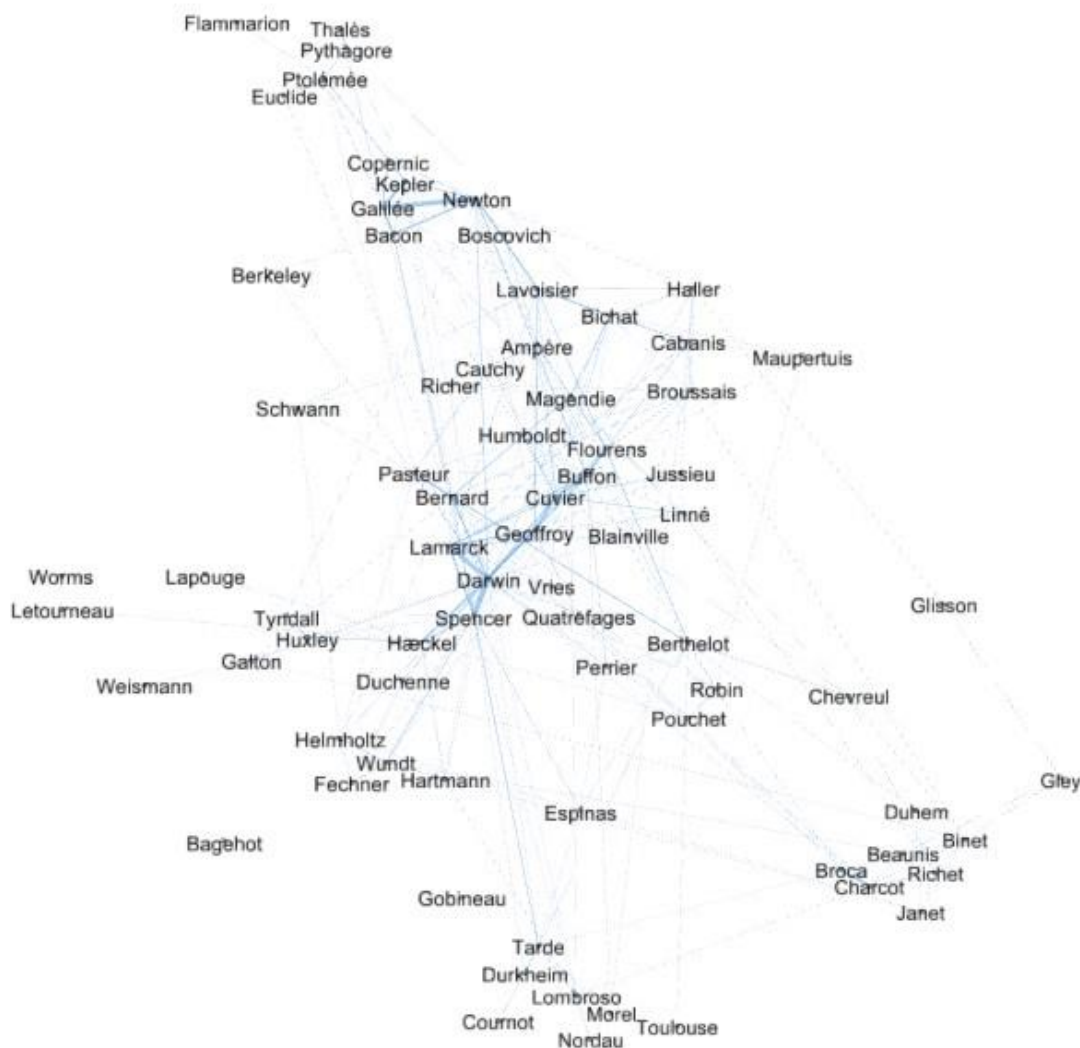 Flammarion
Thalès
Pythagore
Ptolémée
Euclide
Copernic
Kepler
Newton
Galilée
Bacon
Boscovich
Berkeley
Lavoisier
Haller
Bichat
Cabanis
Ampère
Maupertuis
Cauchy
Richer
Broussais
Magendie
Schwann
Humboldt
Flourens
Pasteur
Buffon
Jussieu
Bernard
Cuvier
Linné
Geoffroy
Blainville
Lamarck
Worms
Lapouge
Darwin
Vries
Letourneau
Glisson
Tyndall
Spencer
Quatrefages
Huxley
Hæckel
Berthelot
Galton
Perrier
Weismann
Duchenne
Robin
Chevreul
Pouchet
Helmholtz
Wundt
Fechner
Hartmann
Gley
Espinas
Duhem
Bagehot
Binet
Beaunis
Broca
Richet
Charcot
Gobineau
Janet
Tarde
Durkheim
Lombroso
Morel
Cournot
Toulouse
Nordau